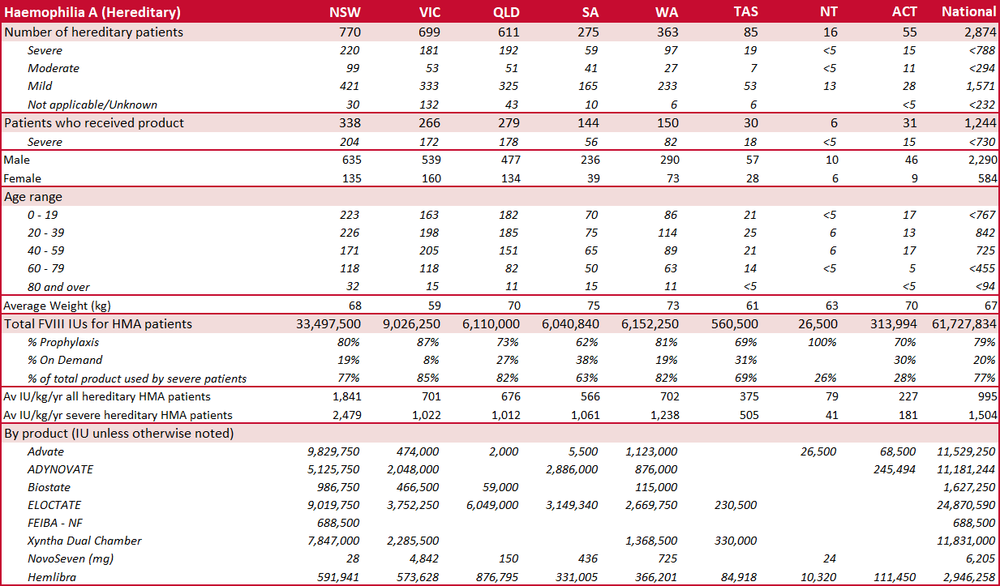 Haemophilia A (Hereditary) NSW VIC QLD SA WA TAS NT ACT National
Number of hereditary patients 770 699 611 275 363 85 16 55 2,874
Severe 220 181 192 59 97 19 <5 15 <788
Moderate 99 53 51 41 27 7 <5 11 <294
Mild 421 333 325 165 233 53 13 28 1,571
Not applicable/Unknown 30 132 43 10 6 6 <5 <232
Patients who received product 338 266 279 144 150 30 6 31 1,244
Severe 204 172 178 56 82 18 <5 15 <730
Male 635 539 477 236 290 57 10 46 2,290
Female 135 160 134 39 73 28 6 9 584
Age range
0 - 19 223 163 182 70 86 21 <5 17 <767
20 - 39 226 198 185 75 114 25 6 13 842
40 - 59 171 205 151 65 89 21 6 17 725
60 - 79 118 118 82 50 63 14 <5 5 <455
80 and over 32 15 11 15 11 <5 <5 <94
Average Weight (kg) 68 59 70 75 73 61 63 70 67
Total FVIII IUs for HMA patients 33,497,500 9,026,250 6,110,000 6,040,840 6,152,250 560,500 26,500 313,994 61,727,834
% Prophylaxis 80% 87% 73% 62% 81% 69% 100% 70% 79%
% On Demand 19% 8% 27% 38% 19% 31% 30% 20%
% of total product used by severe patients 77% 85% 82% 63% 82% 69% 26% 28% 77%
Av IU/kg/yr all hereditary HMA patients 1,841 701 676 566 702 375 79 227 995
Av IU/kg/yr severe hereditary HMA patients 2,479 1,022 1,012 1,061 1,238 505 41 181 1,504
By product (IU unless otherwise noted)
Advate 9,829,750 474,000 2,000 5,500 1,123,000 26,500 68,500 11,529,250
ADYNOVATE 5,125,750 2,048,000 2,886,000 876,000 245,494 11,181,244
Biostate 986,750 466,500 59,000 115,000 1,627,250
ELOCTATE 9,019,750 3,752,250 6,049,000 3,149,340 2,669,750 230,500 24,870,590
FEIBA - NF 688,500 688,500
Xyntha Dual Chamber 7,847,000 2,285,500 1,368,500 330,000 11,831,000
NovoSeven (mg) 28 4,842 150 436 725 24 6,205
Hemlibra 591,941 573,628 876,795 331,005 366,201 84,918 10,320 111,450 2,946,258